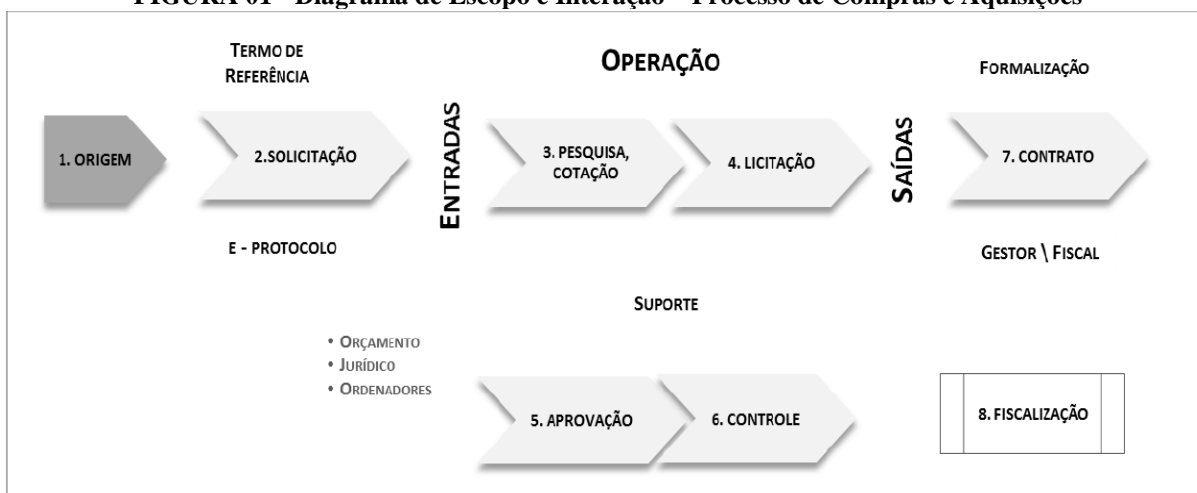 FIGURA 01 - Diagrama de Escopo e Interação – Processo de Compras e Aquisições
TERMO DE
REFERÊNCIA
OPERAÇÃO
FORMALIZAÇÃO
1. ORIGEM
2.SOLICITAÇÃO
ENTRADAS
3. PESQUISA,
COTAÇÃO
4. LICITAÇÃO
SAÍDAS
7. CONTRATO
E - PROTOCOLO
GESTOR \ FISCAL
SUPORTE
• ORÇAMENTO
• JURÍDICO
• ORDENADORES
5. APROVAÇÃO
6. CONTROLE
8. FISCALIZAÇÃO